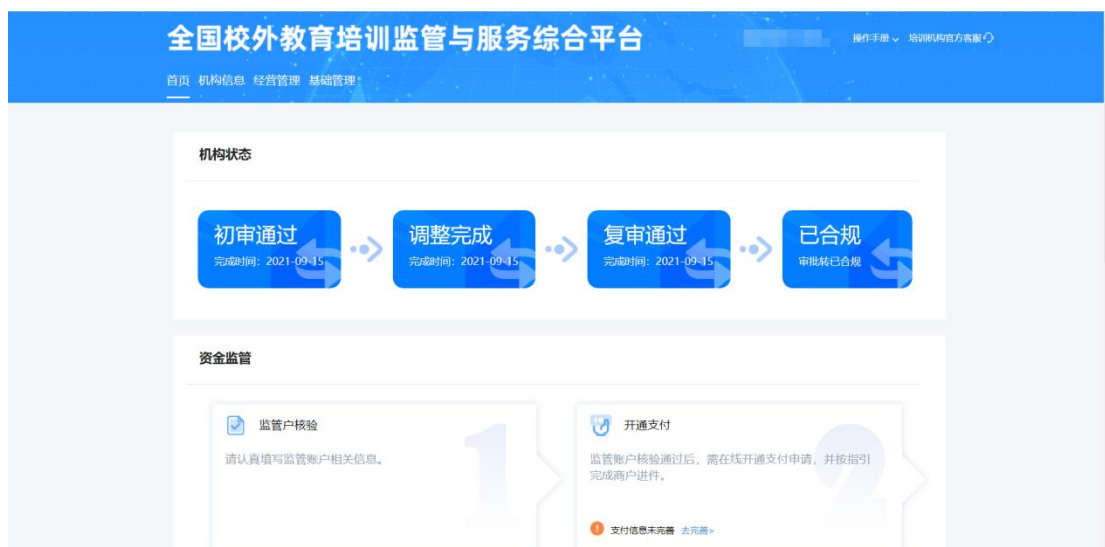 全国校外教育培训监管与服务综合平台
操作手册 培训机构官方客服
首页 机构信息 经营管理 基础管理
机构状态
初审通过
完成时间：2021-09-15
调整完成
完成时间：2021-09-15
复审通过
完成时间：2021-09-15
已合规
审批转已合规
资金监管
监管户核验
请认真填写监管账户相关信息。
1
开通支付
监管账户核验通过后，需在线开通支付申请，并按指引
完成商户进件。
2
支付信息未完善 去完善>